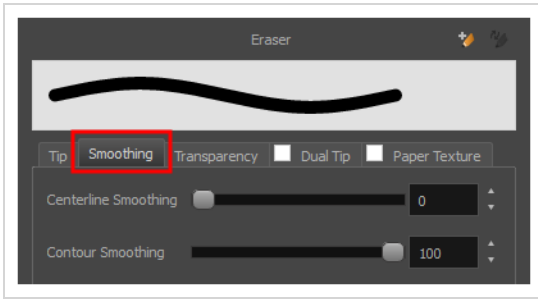 Eraser
Tip Smoothing Transparency Dual Tip Paper Texture
Centerline Smoothing 0
Contour Smoothing 100